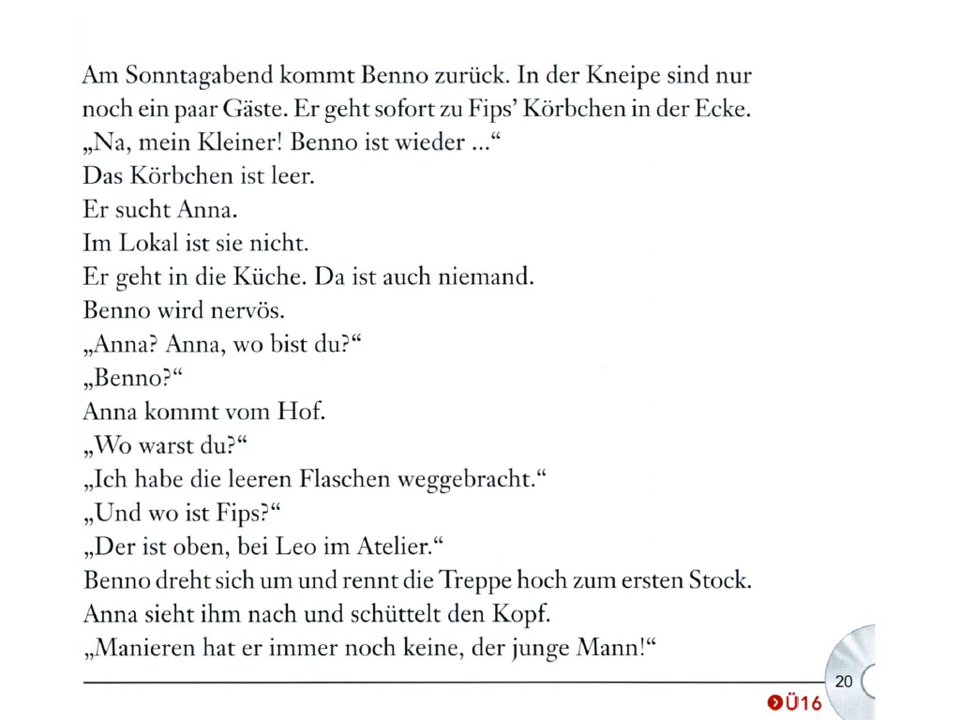 Am Sonntagabend kommt Benno zurück. In der Kneipe sind nur
noch ein paar Gäste. Er geht sofort zu Fips’ Körbchen in der Ecke.
„Na, mein Kleiner! Benno ist wieder ...“
Das Körbchen ist leer.
Er sucht Anna.
Im Lokal ist sie nicht.
Er geht in die Küche. Da ist auch niemand.
Benno wird nervös.
„Anna? Anna, wo bist du?“
„Benno?“
Anna kommt vom Hof.
„Wo warst du?“
„Ich habe die leeren Flaschen weggebracht.“
„Und wo ist Fips?“
„Der ist oben, bei Leo im Atelier.“
Benno dreht sich um und rennt die Treppe hoch zum ersten Stock.
Anna sieht ihm nach und schüttelt den Kopf.
„Manieren hat er immer noch keine, der junge Mann!“
20
Ü16